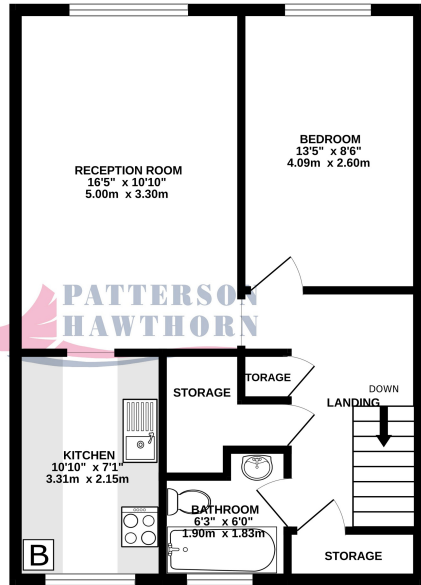 BEDROOM
13'5" x 8'6"
4.09m x 2.60m
RECEPTION ROOM
16'5" x 10'10"
5.00m x 3.30m
PATTERSON
HAWTHORN
STORAGE
TORAGE
DOWN
LANDING
KITCHEN
10'10" x 7'1"
3.31m x 2.15m
BATHROOM
6'3" x 6'0"
1.90m x 1.83m
B
STORAGE